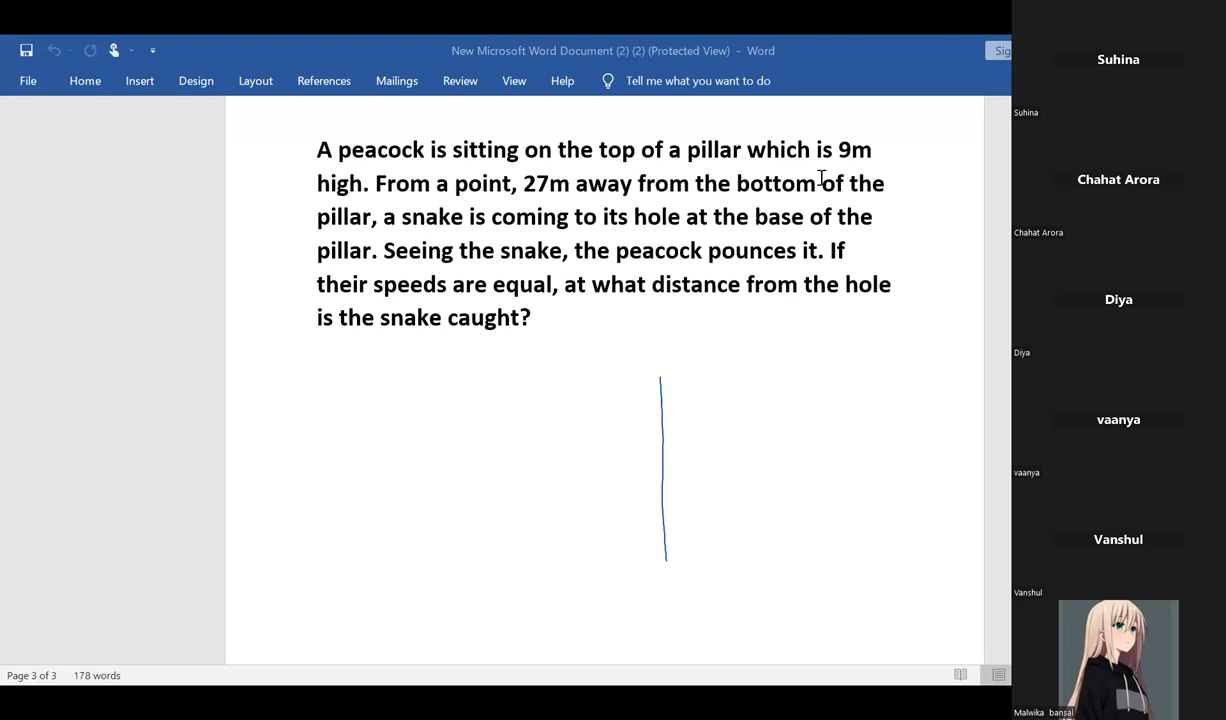 New Microsoft Word Document (2) (2) (Protected View) - Word
Sig
File Home Insert Design Layout References Mailings Review View Help Tell me what you want to do
A peacock is sitting on the top of a pillar which is 9m
high. From a point, 27m away from the bottom of the
pillar, a snake is coming to its hole at the base of the
pillar. Seeing the snake, the peacock pounces it. If
their speeds are equal, at what distance from the hole
is the snake caught?
Page 3 of 3 178 words
Suhina
Suhina
Chahat Arora
Chahat Arora
Diya
Diya
vaanya
vaanya
Vanshul
Vanshul
Malwika bansal